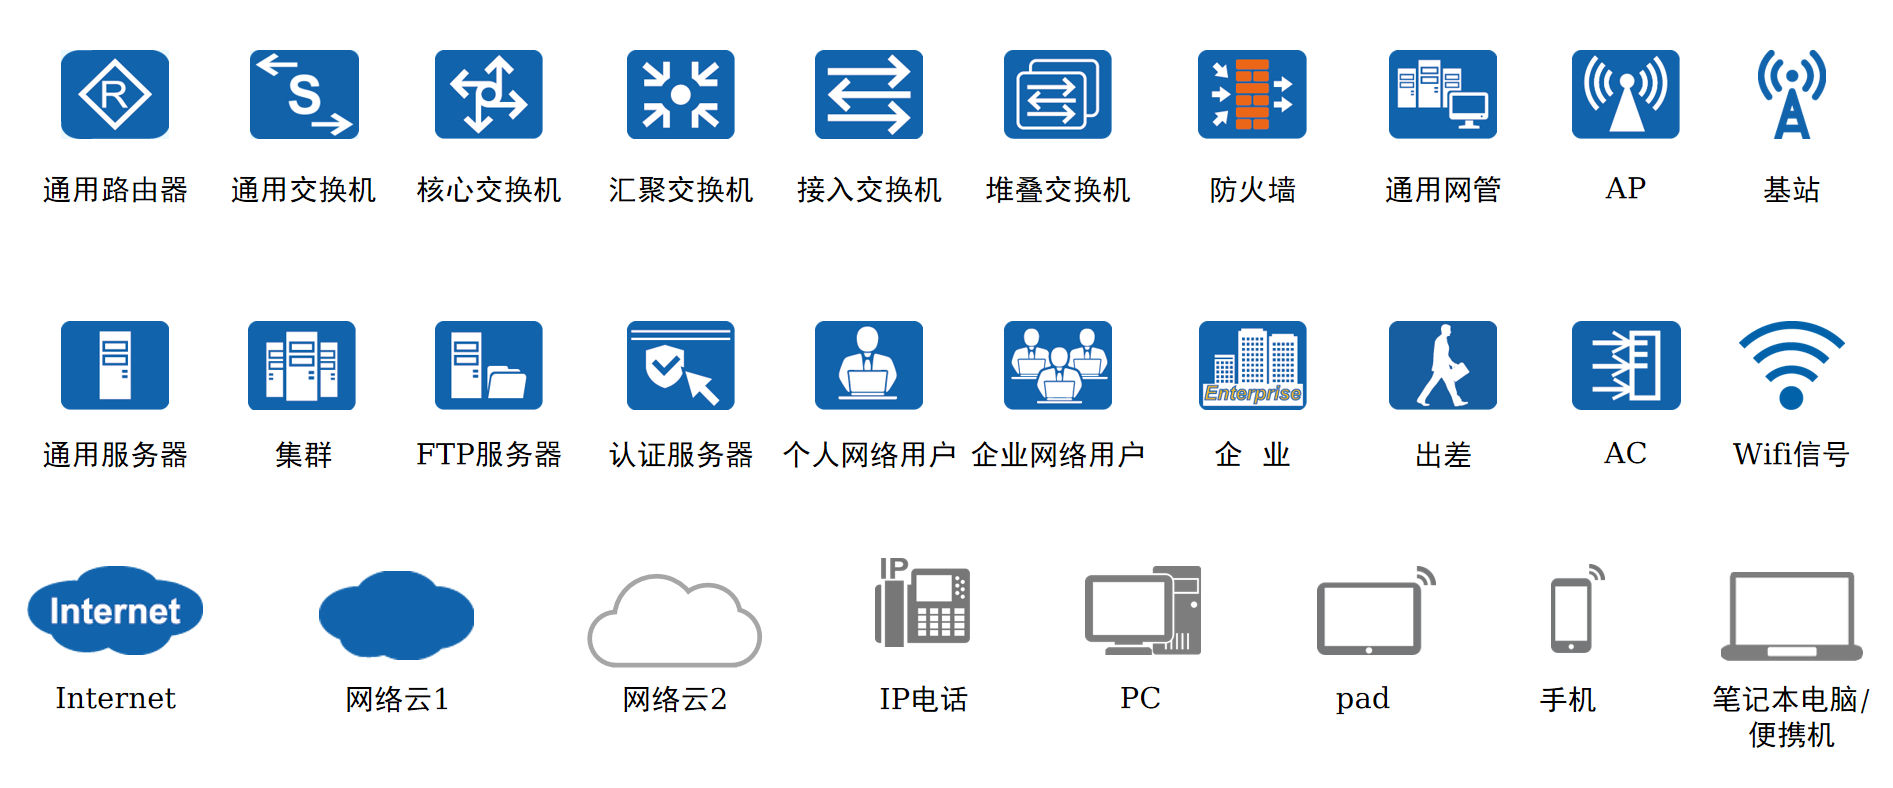 R
S
通用路由器
通用交换机
核心交换机
汇聚交换机
接入交换机
堆叠交换机
防火墙
通用网管
AP
基站
Enterprise
通用服务器
集群
FTP服务器
认证服务器
个人网络用户
企业网络用户
企 业
出差
AC
Wifi信号
Internet
IP
Internet
网络云1
网络云2
IP电话
PC
pad
手机
笔记本电脑/
便携机